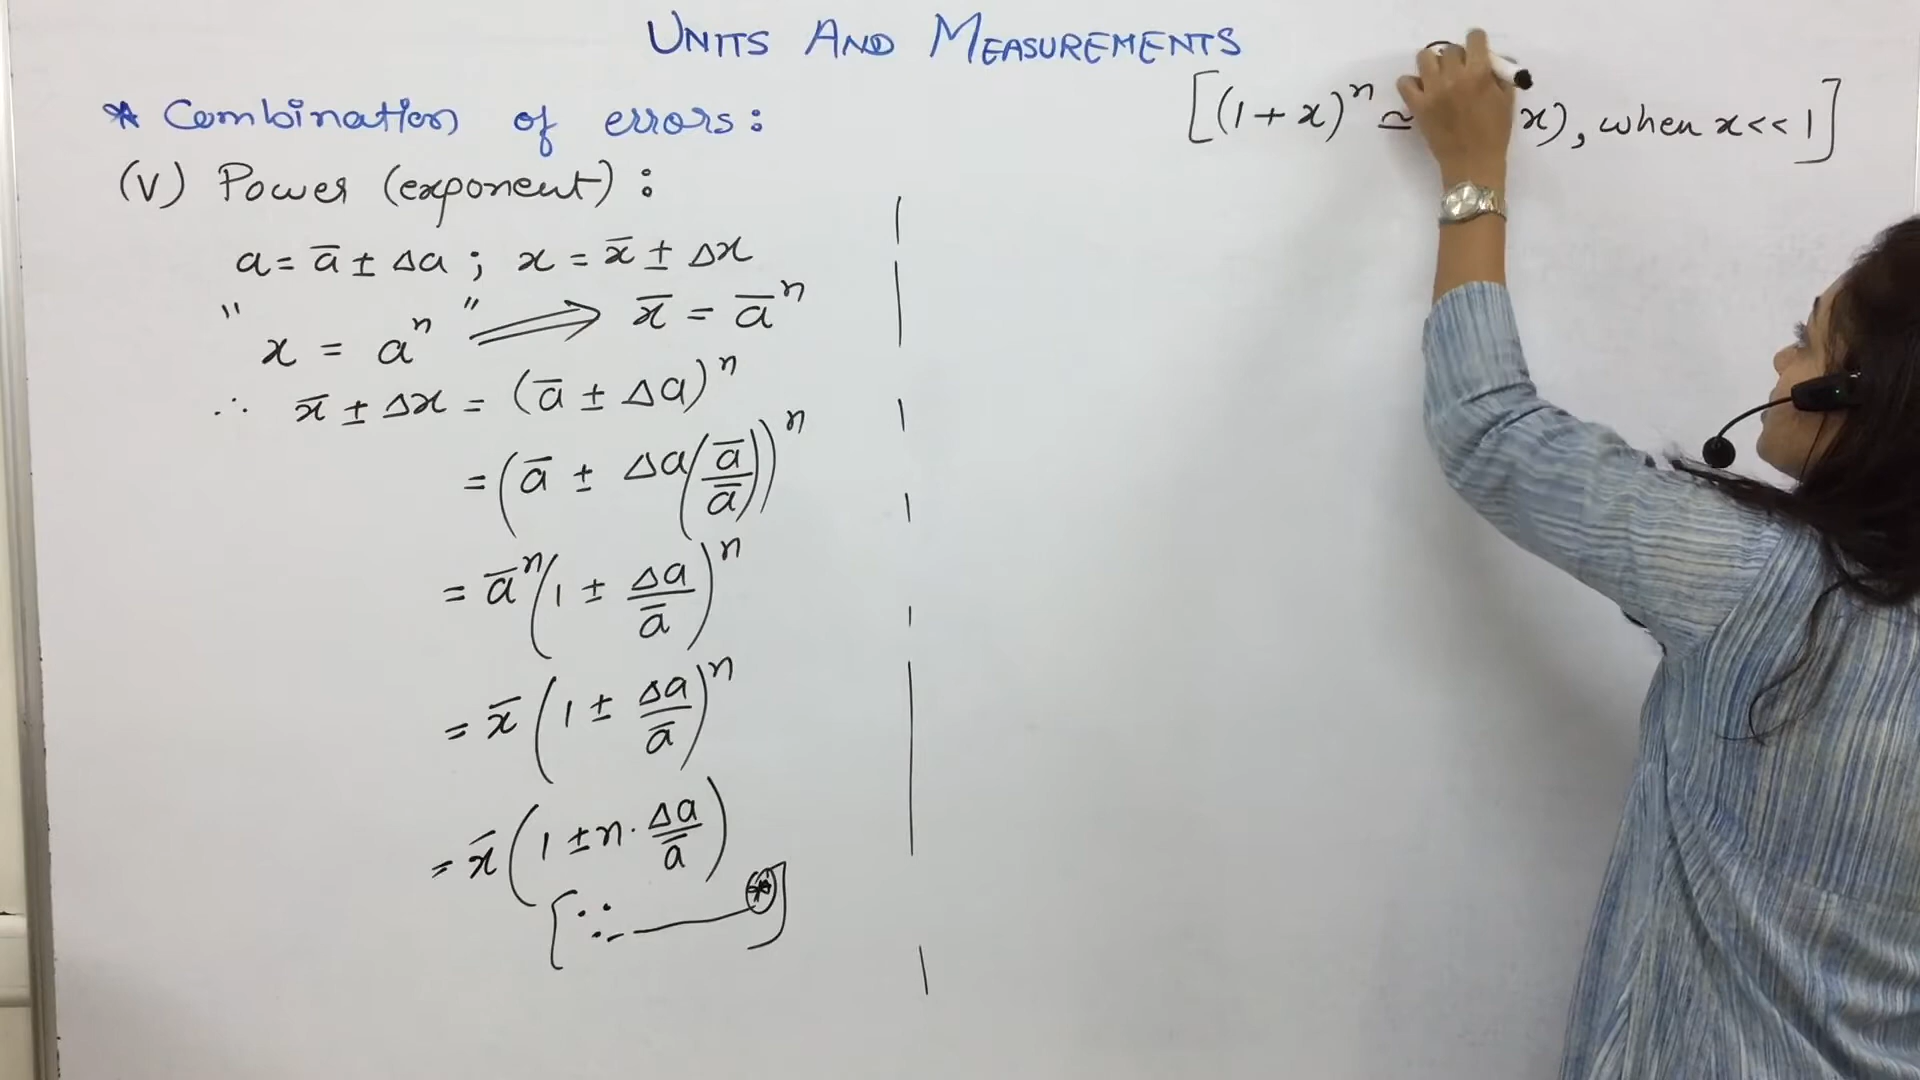 UNITS AND MEASUREMENTS
* Combination of errors:
[(1 + x)ⁿ ≃ x), when x << 1]
(V) Power (exponent) :
a = a̅ ± Δa ; x = x̅ ± Δx
" x = aⁿ " ⟹ x̅ = a̅ⁿ
∴ x̅ ± Δx = (a̅ ± Δa)ⁿ
= (a̅ ± Δa(a̅/a̅))ⁿ
= a̅ⁿ(1 ± Δa/a̅)ⁿ
= x̅(1 ± Δa/a̅)ⁿ
= x̅(1 ± n · Δa/a̅)
[∵ — *]